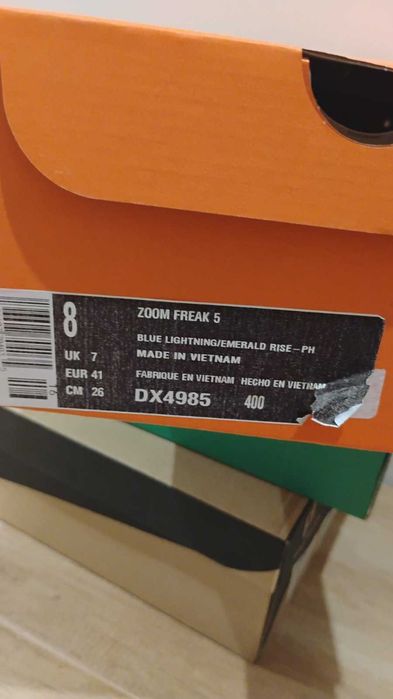 8
ZOOM FREAK 5
BLUE LIGHTNING/EMERALD RISE-PH
UK 7
MADE IN VIETNAM
EUR 41
FABRIQUE EN VIETNAM HECHO EN VIETNAM
CM 26
DX4985 400